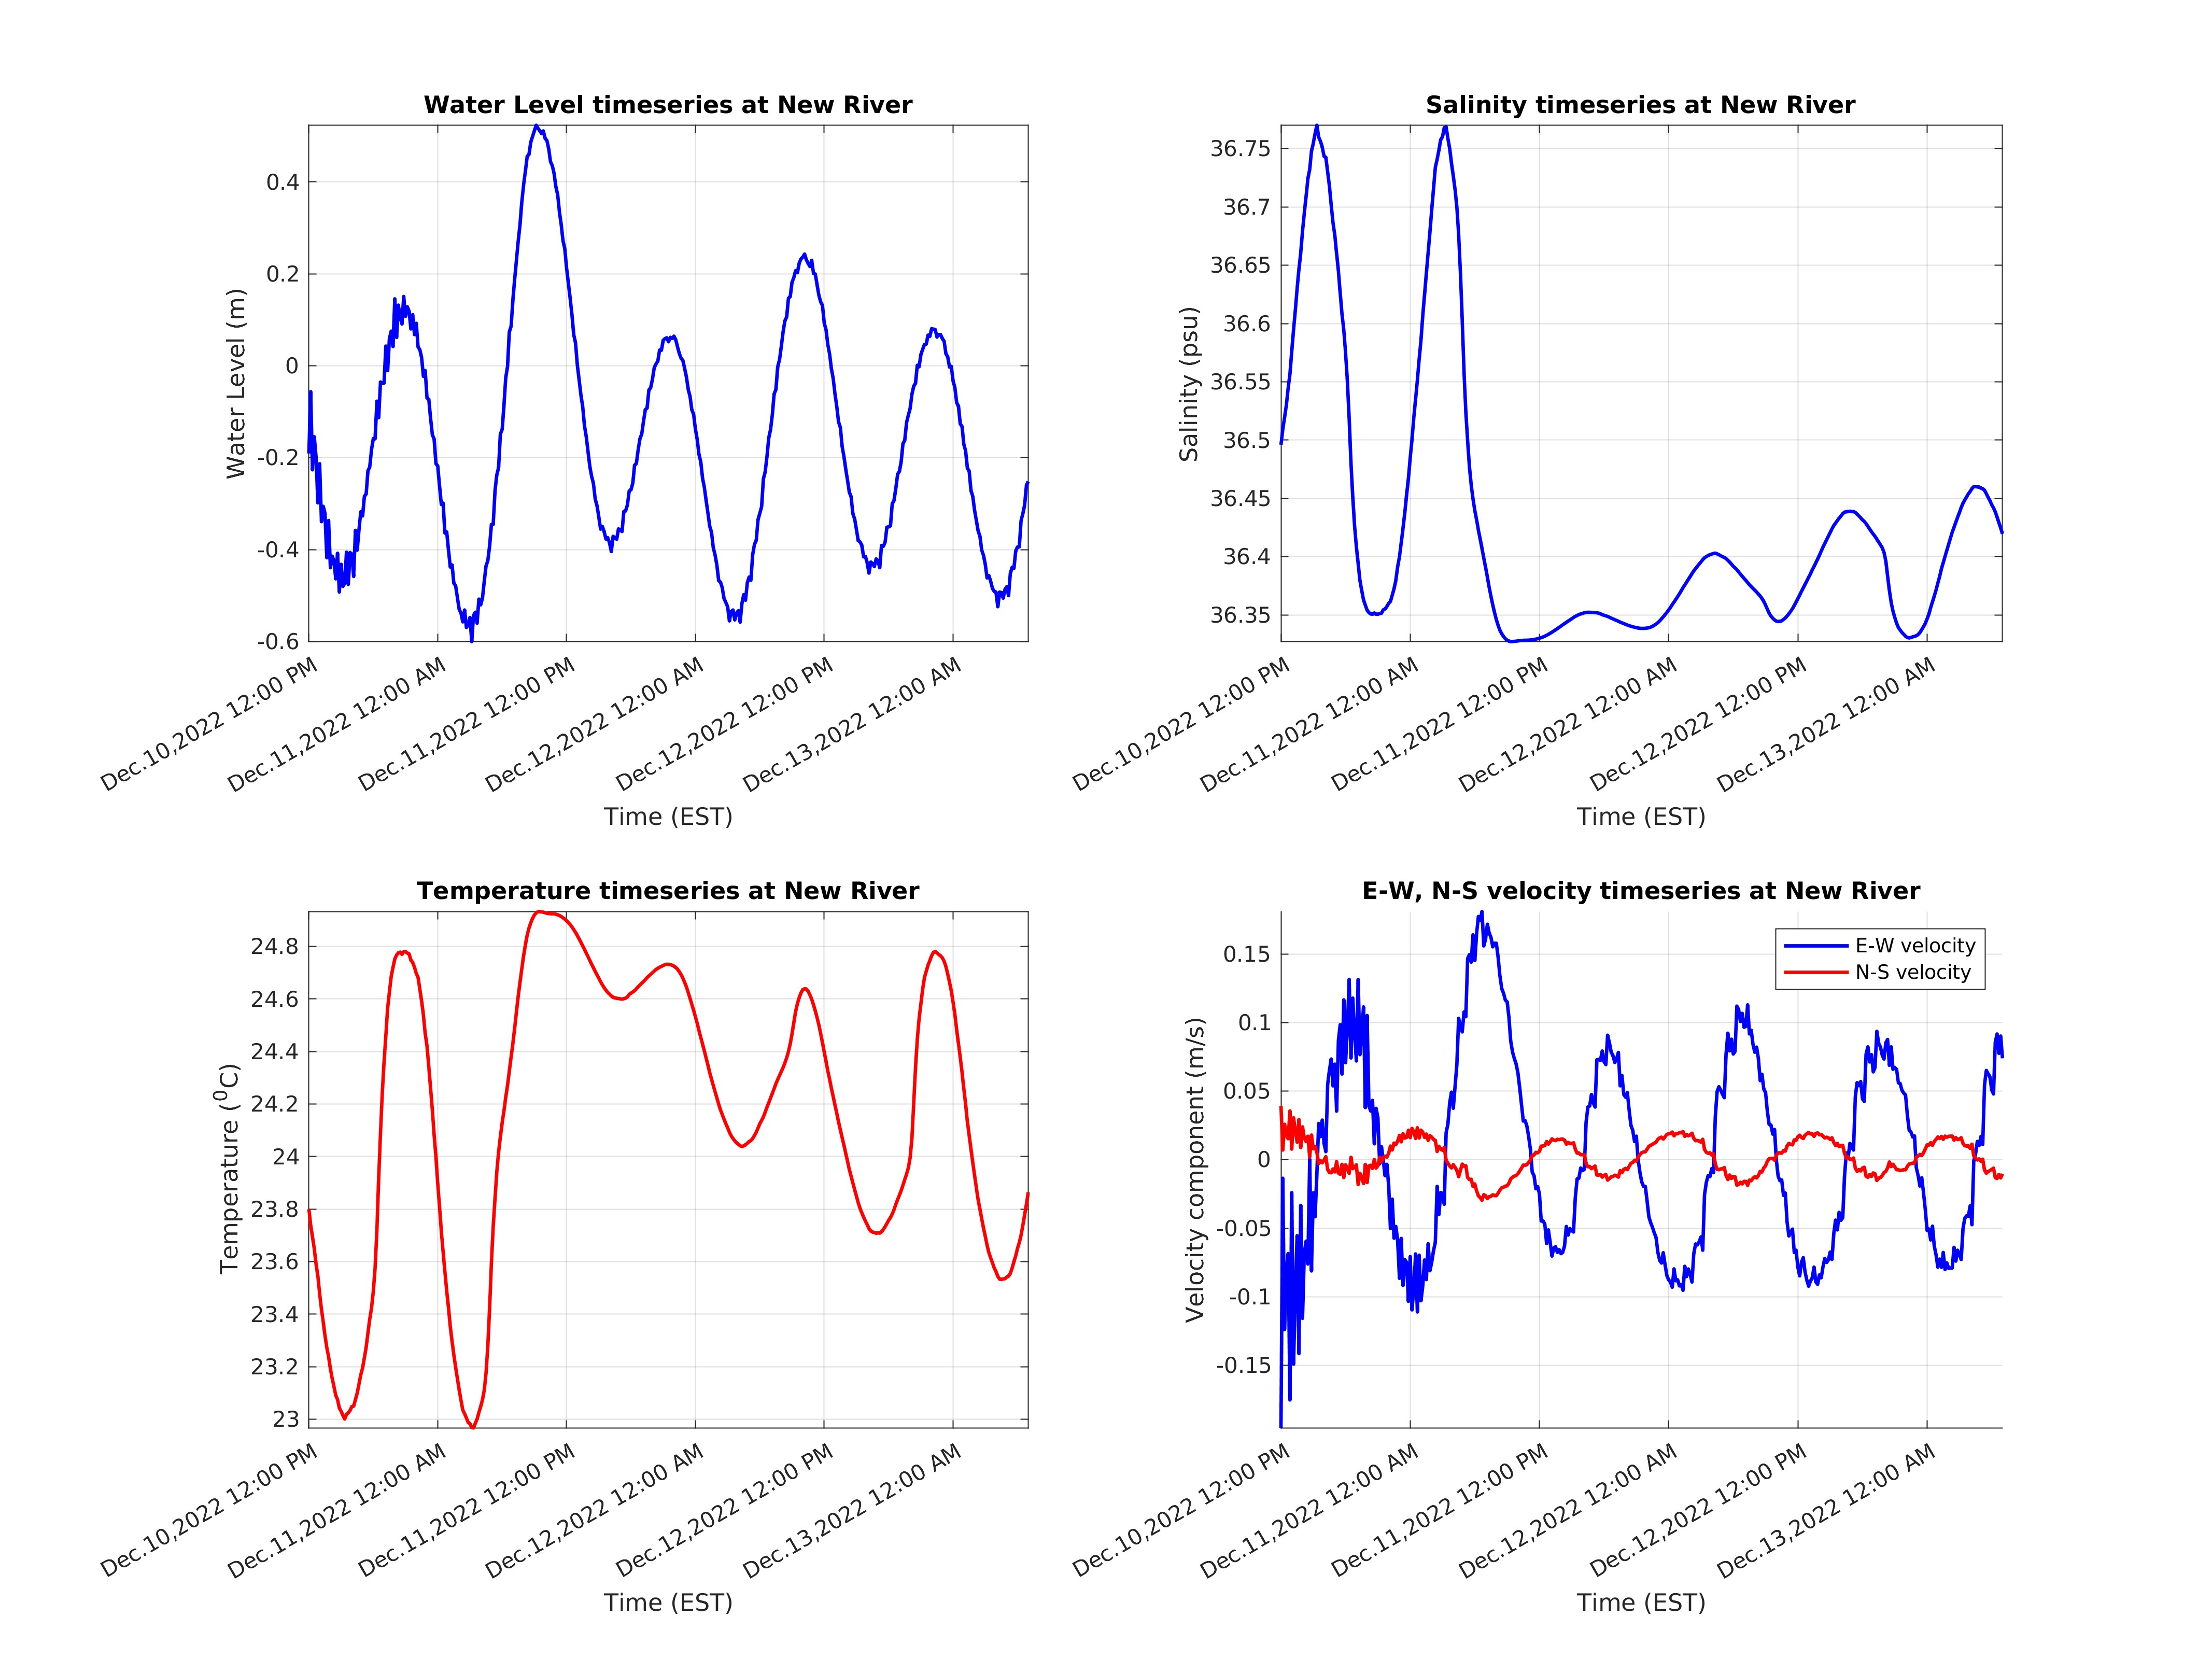 Water Level timeseries at New River
Water Level (m)
0.4
0.2
0
-0.2
-0.4
-0.6
Dec.10,2022 12:00 PM
Dec.11,2022 12:00 AM
Dec.11,2022 12:00 PM
Dec.12,2022 12:00 AM
Dec.12,2022 12:00 PM
Dec.13,2022 12:00 AM
Time (EST)
Salinity timeseries at New River
Salinity (psu)
36.75
36.7
36.65
36.6
36.55
36.5
36.45
36.4
36.35
Dec.10,2022 12:00 PM
Dec.11,2022 12:00 AM
Dec.11,2022 12:00 PM
Dec.12,2022 12:00 AM
Dec.12,2022 12:00 PM
Dec.13,2022 12:00 AM
Time (EST)
Temperature timeseries at New River
Temperature (⁰C)
24.8
24.6
24.4
24.2
24
23.8
23.6
23.4
23.2
23
Dec.10,2022 12:00 PM
Dec.11,2022 12:00 AM
Dec.11,2022 12:00 PM
Dec.12,2022 12:00 AM
Dec.12,2022 12:00 PM
Dec.13,2022 12:00 AM
Time (EST)
E-W, N-S velocity timeseries at New River
Velocity component (m/s)
0.15
0.1
0.05
0
-0.05
-0.1
-0.15
E-W velocity
N-S velocity
Dec.10,2022 12:00 PM
Dec.11,2022 12:00 AM
Dec.11,2022 12:00 PM
Dec.12,2022 12:00 AM
Dec.12,2022 12:00 PM
Dec.13,2022 12:00 AM
Time (EST)